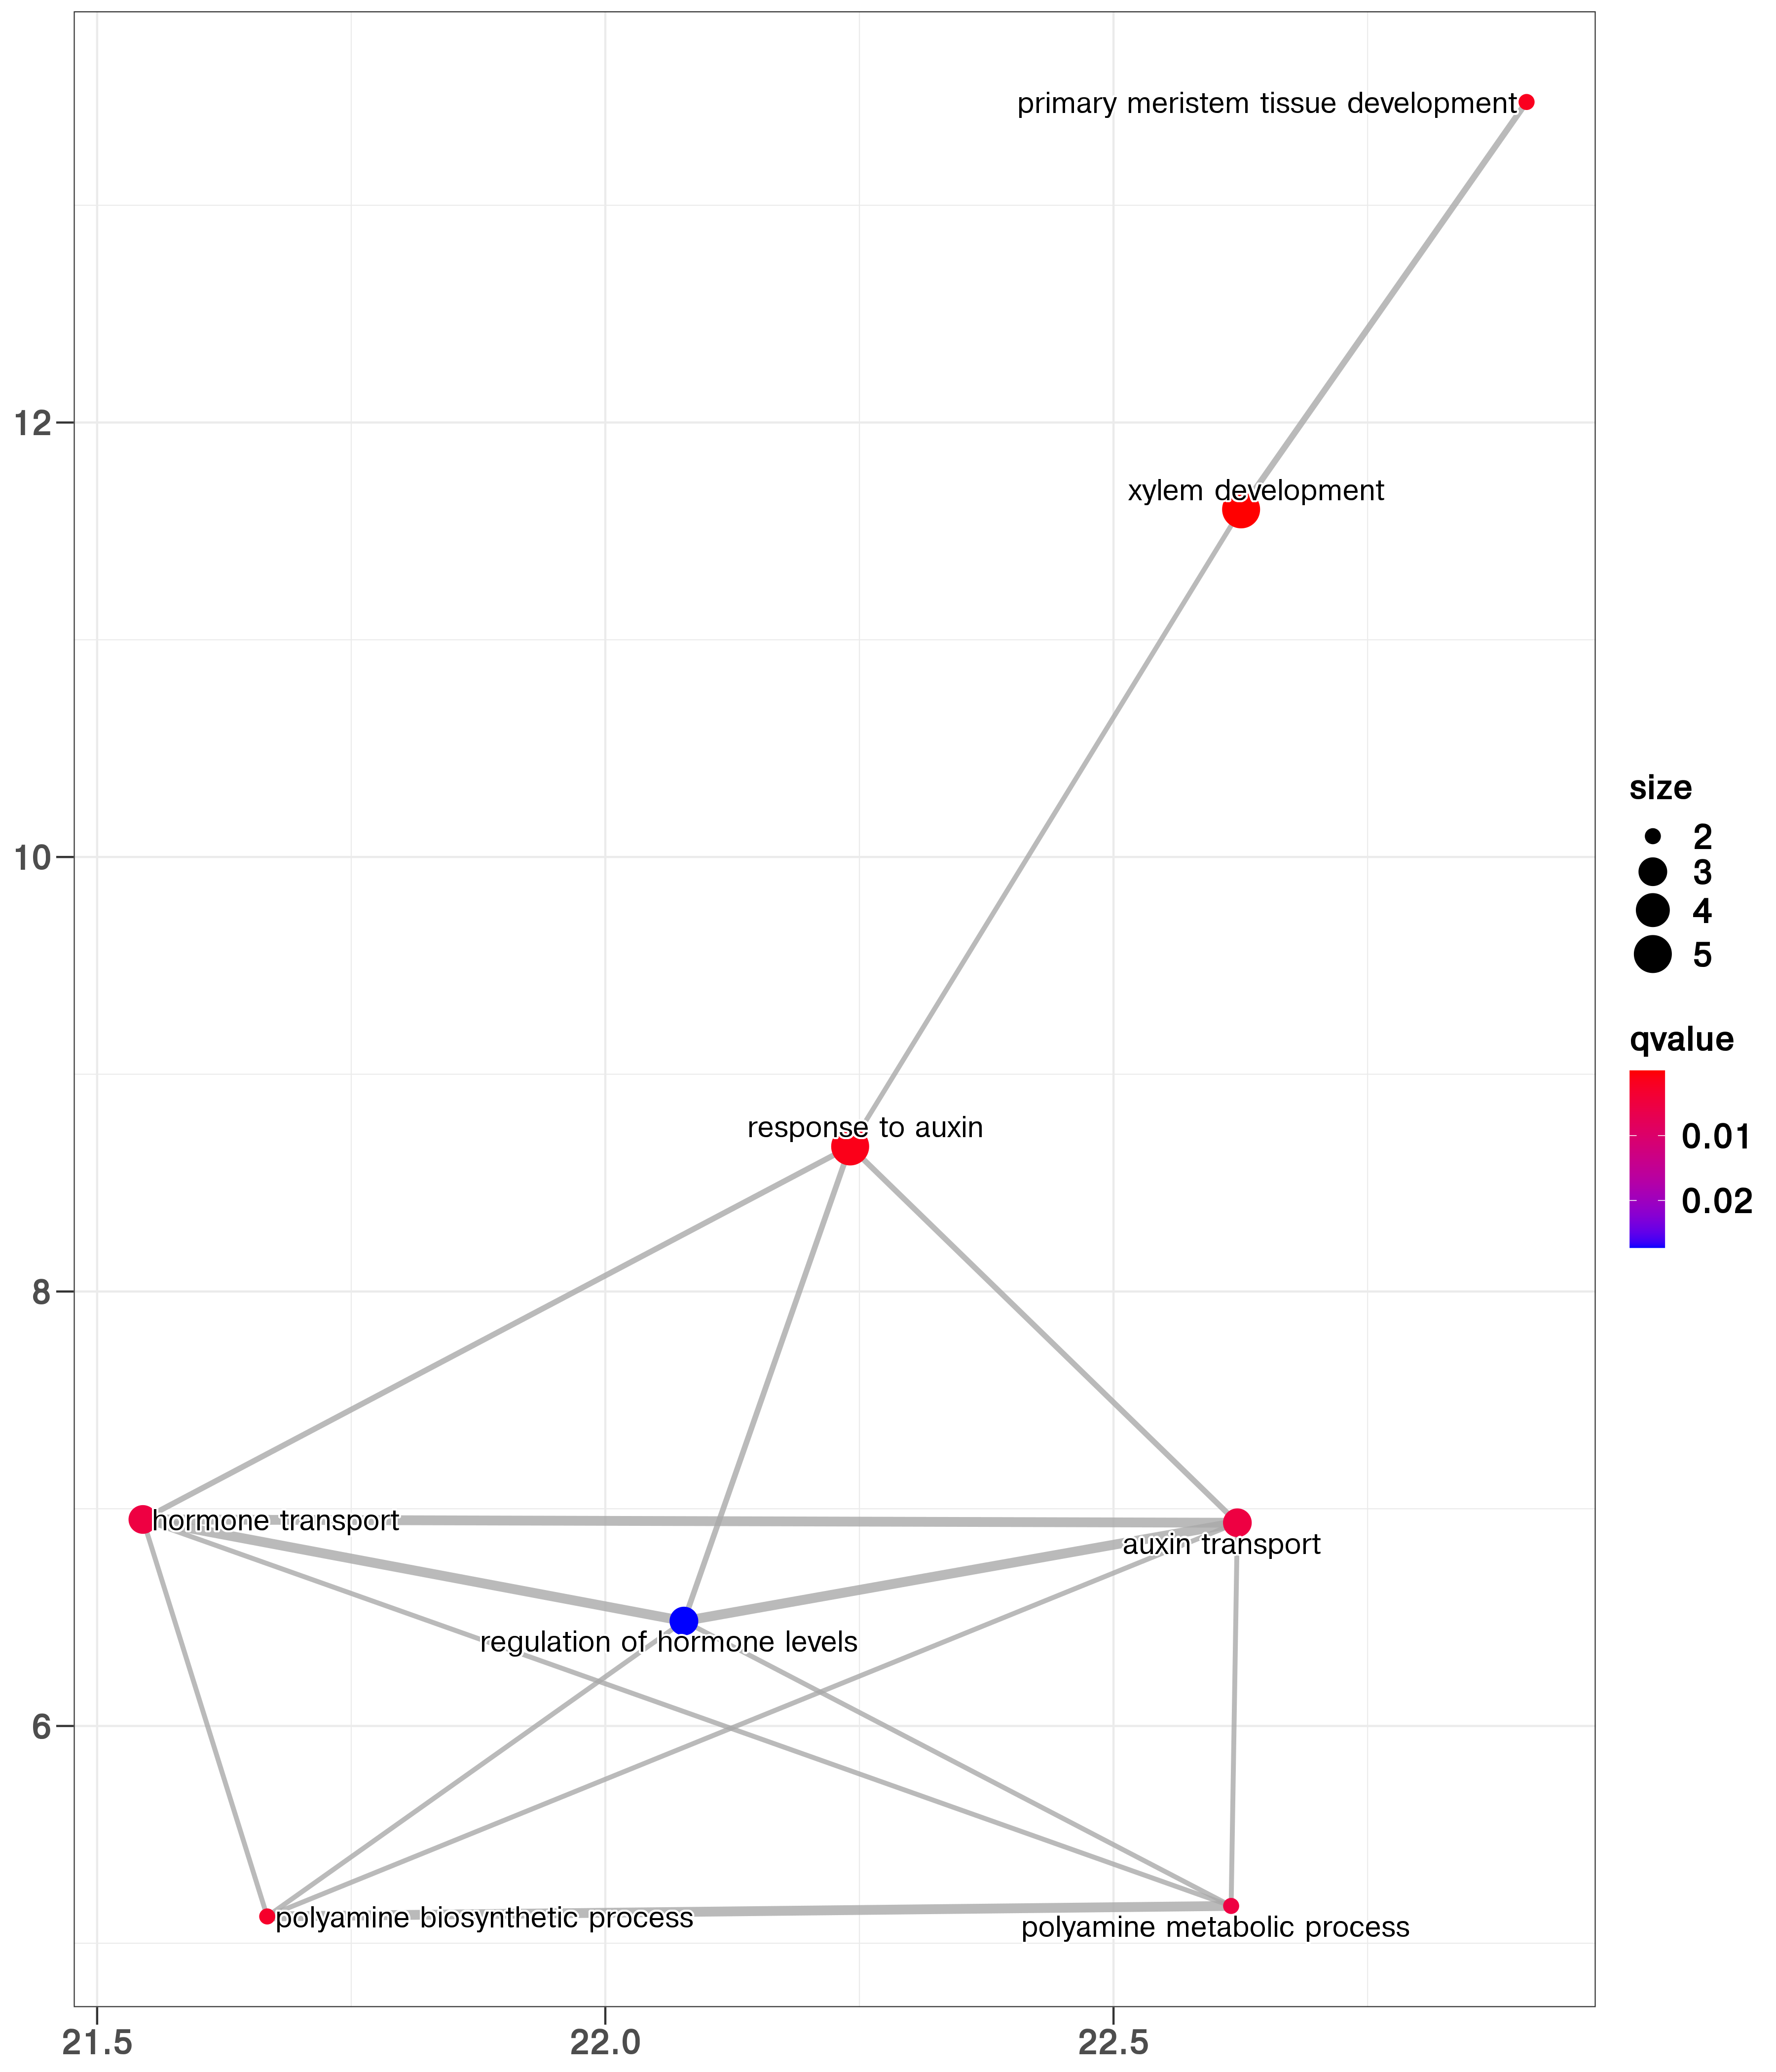 primary meristem tissue development
12
xylem development
size
2
3
4
5
10
qvalue
0.01
0.02
response to auxin
8
hormone transport
auxin transport
regulation of hormone levels
6
polyamine biosynthetic process
polyamine metabolic process
21.5
22.0
22.5